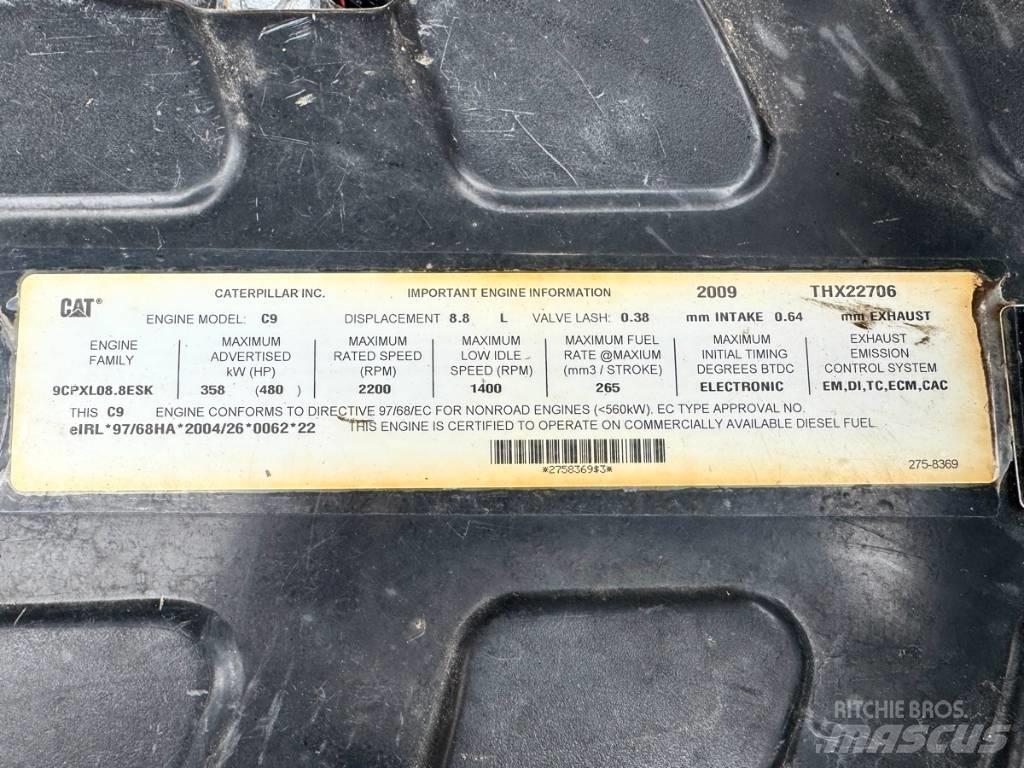 CAT® CATERPILLAR INC. IMPORTANT ENGINE INFORMATION 2009 THX22706
ENGINE MODEL: C9 DISPLACEMENT 8.8 L VALVE LASH: 0.38 mm INTAKE 0.64 mm EXHAUST
ENGINE FAMILY
9CPXL08.8ESK
MAXIMUM ADVERTISED kW (HP)
358 (480)
MAXIMUM RATED SPEED (RPM)
2200
MAXIMUM LOW IDLE SPEED (RPM)
1400
MAXIMUM FUEL RATE @MAXIUM (mm3 / STROKE)
265
MAXIMUM INITIAL TIMING DEGREES BTDC
ELECTRONIC
EXHAUST EMISSION CONTROL SYSTEM
EM,DI,TC,ECM,CAC
THIS C9 ENGINE CONFORMS TO DIRECTIVE 97/68/EC FOR NONROAD ENGINES (<560kW). EC TYPE APPROVAL NO.
eIRL*97/68HA*2004/26*0062*22 THIS ENGINE IS CERTIFIED TO OPERATE ON COMMERCIALLY AVAILABLE DIESEL FUEL.
*2758369$3*
275-8369
RITCHIE BROS.
MASCUS